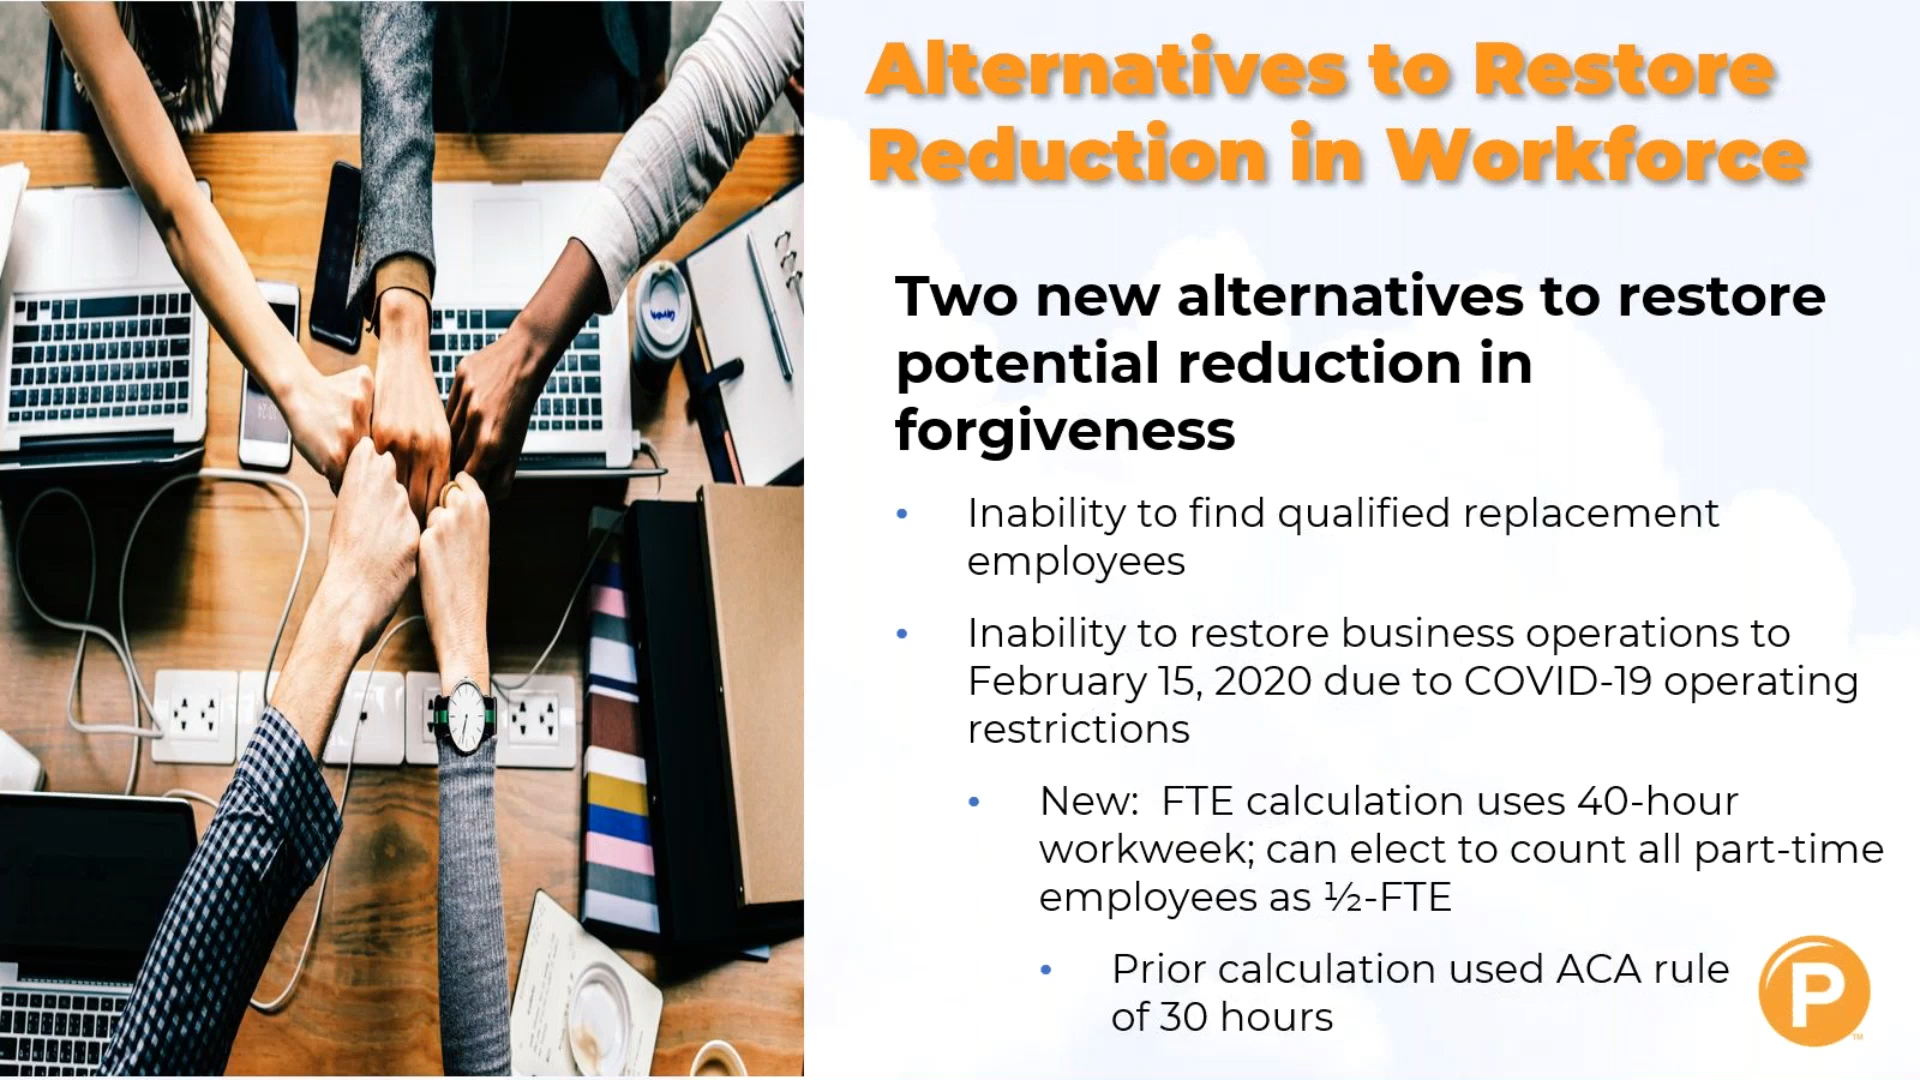 Alternatives to Restore
Reduction in Workforce
Two new alternatives to restore
potential reduction in
forgiveness
• Inability to find qualified replacement
employees
• Inability to restore business operations to
February 15, 2020 due to COVID-19 operating
restrictions
• New:  FTE calculation uses 40-hour
workweek; can elect to count all part-time
employees as ½-FTE
• Prior calculation used ACA rule
of 30 hours
P
TM